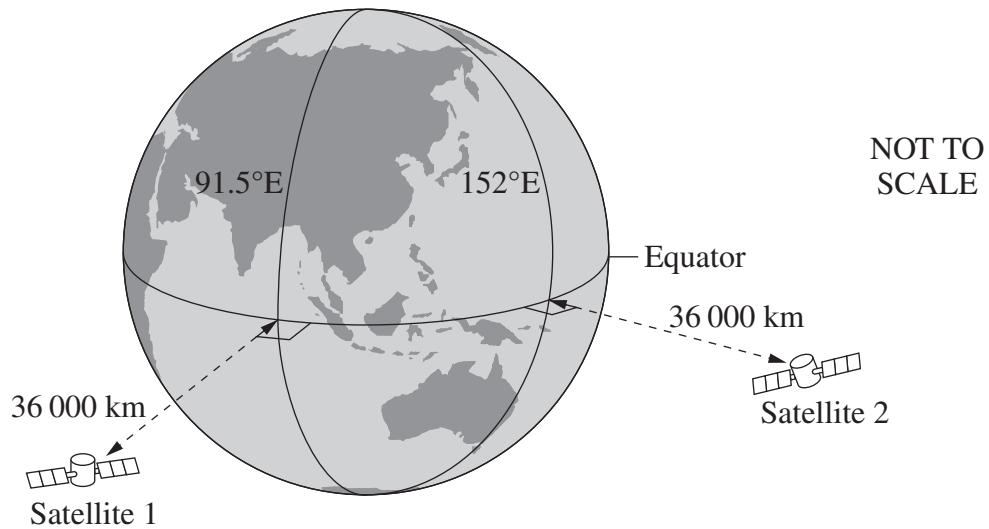 NOT TO
SCALE
91.5°E
152°E
Equator
36 000 km
36 000 km
Satellite 2
Satellite 1